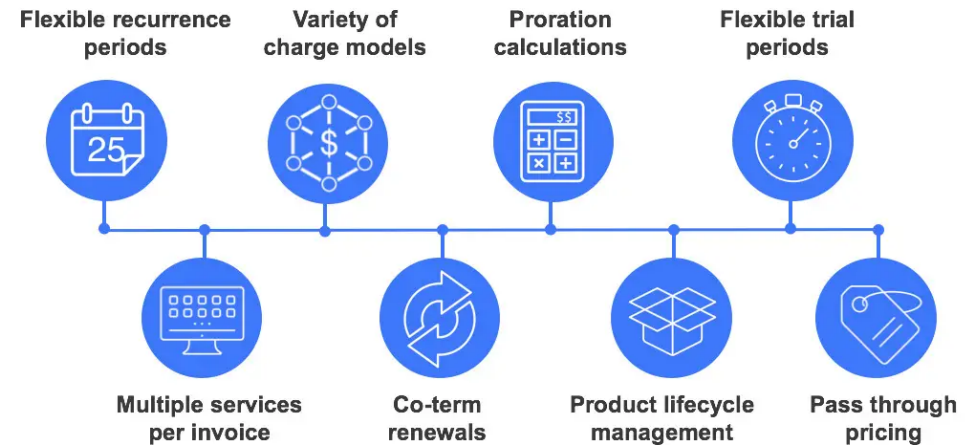 Flexible recurrence
periods
Variety of
charge models
Proration
calculations
Flexible trial
periods
25
$
$$
Multiple services
per invoice
Co-term
renewals
Product lifecycle
management
Pass through
pricing